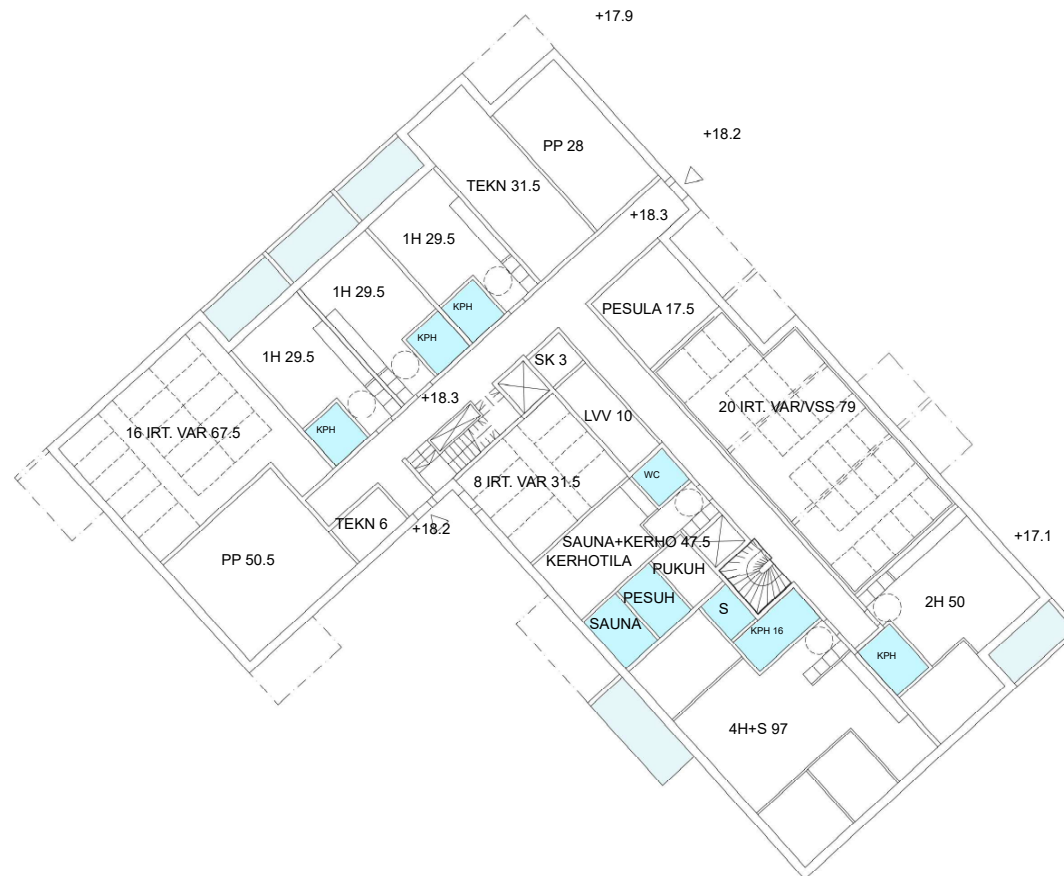 +17.9
+18.2
PP 28
TEKN 31.5
+18.3
1H 29.5
1H 29.5
KPH
PESULA 17.5
KPH
1H 29.5
SK 3
+18.3
20 IRT. VAR/VSS 79
LVV 10
16 IRT. VAR 67.5
KPH
WC
8 IRT. VAR 31.5
TEKN 6
+18.2
+17.1
SAUNA+KERHO 47.5
KERHOTILA
PP 50.5
PUKUH
PESUH
2H 50
S
SAUNA
KPH 16
KPH
4H+S 97